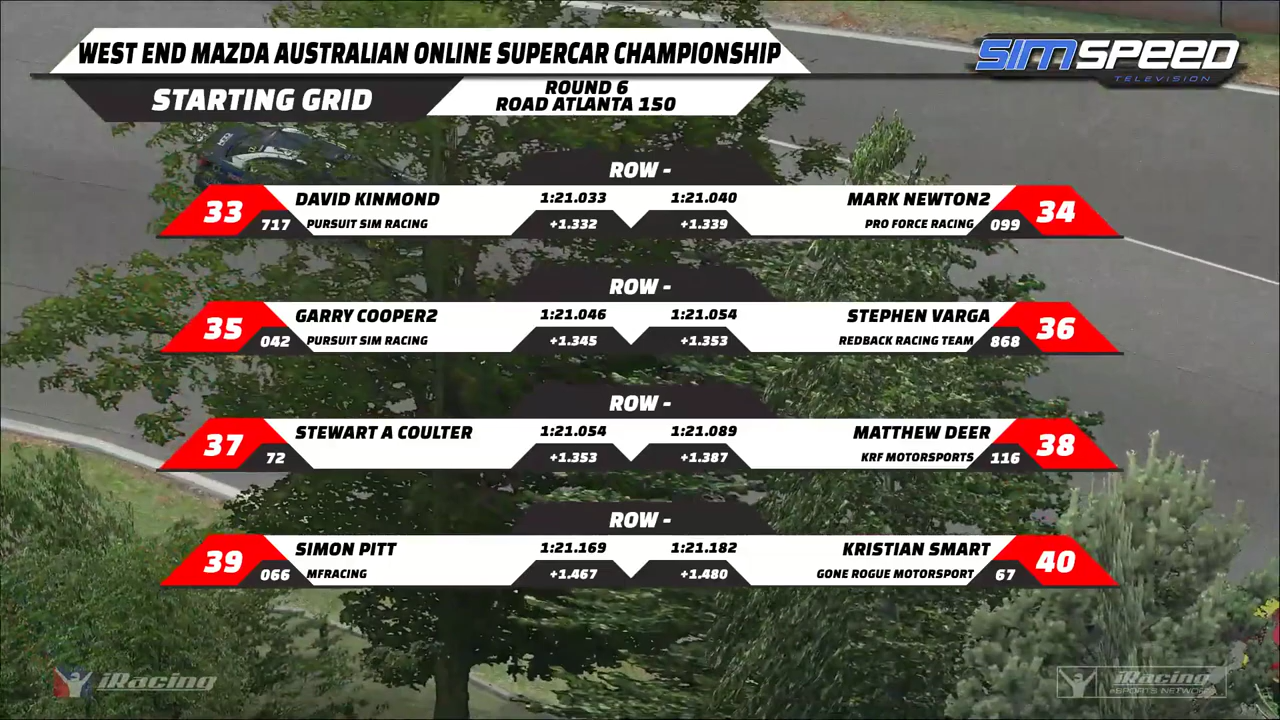 WEST END MAZDA AUSTRALIAN ONLINE SUPERCAR CHAMPIONSHIP
SIMSPEED
TELEVISION
STARTING GRID
ROUND 6
ROAD ATLANTA 150
ROW -
33 DAVID KINMOND 1:21.033 1:21.040 MARK NEWTON2 34
717 PURSUIT SIM RACING +1.332 +1.339 PRO FORCE RACING 099
ROW -
35 GARRY COOPER2 1:21.046 1:21.054 STEPHEN VARGA 36
042 PURSUIT SIM RACING +1.345 +1.353 REDBACK RACING TEAM 868
ROW -
37 STEWART A COULTER 1:21.054 1:21.089 MATTHEW DEER 38
72 +1.353 +1.387 KRF MOTORSPORTS 116
ROW -
39 SIMON PITT 1:21.169 1:21.182 KRISTIAN SMART 40
066 MFRACING +1.467 +1.480 GONE ROGUE MOTORSPORT 67
iRacing
iRacing
eSPORTS NETWORK